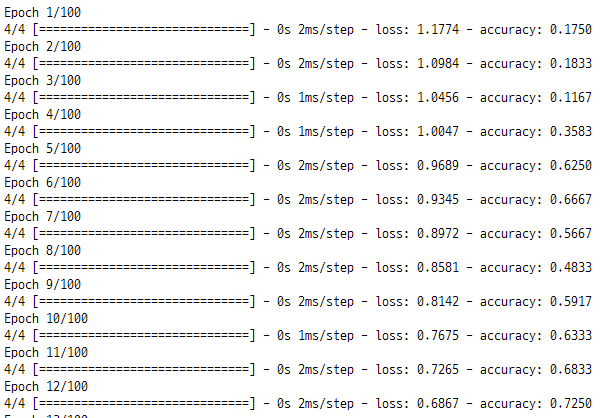 Epoch 1/100
4/4 [==============================] - 0s 2ms/step - loss: 1.1774 - accuracy: 0.1750
Epoch 2/100
4/4 [==============================] - 0s 2ms/step - loss: 1.0984 - accuracy: 0.1833
Epoch 3/100
4/4 [==============================] - 0s 1ms/step - loss: 1.0456 - accuracy: 0.1167
Epoch 4/100
4/4 [==============================] - 0s 1ms/step - loss: 1.0047 - accuracy: 0.3583
Epoch 5/100
4/4 [==============================] - 0s 2ms/step - loss: 0.9689 - accuracy: 0.6250
Epoch 6/100
4/4 [==============================] - 0s 2ms/step - loss: 0.9345 - accuracy: 0.6667
Epoch 7/100
4/4 [==============================] - 0s 2ms/step - loss: 0.8972 - accuracy: 0.5667
Epoch 8/100
4/4 [==============================] - 0s 2ms/step - loss: 0.8581 - accuracy: 0.4833
Epoch 9/100
4/4 [==============================] - 0s 2ms/step - loss: 0.8142 - accuracy: 0.5917
Epoch 10/100
4/4 [==============================] - 0s 1ms/step - loss: 0.7675 - accuracy: 0.6333
Epoch 11/100
4/4 [==============================] - 0s 2ms/step - loss: 0.7265 - accuracy: 0.6833
Epoch 12/100
4/4 [==============================] - 0s 2ms/step - loss: 0.6867 - accuracy: 0.7250